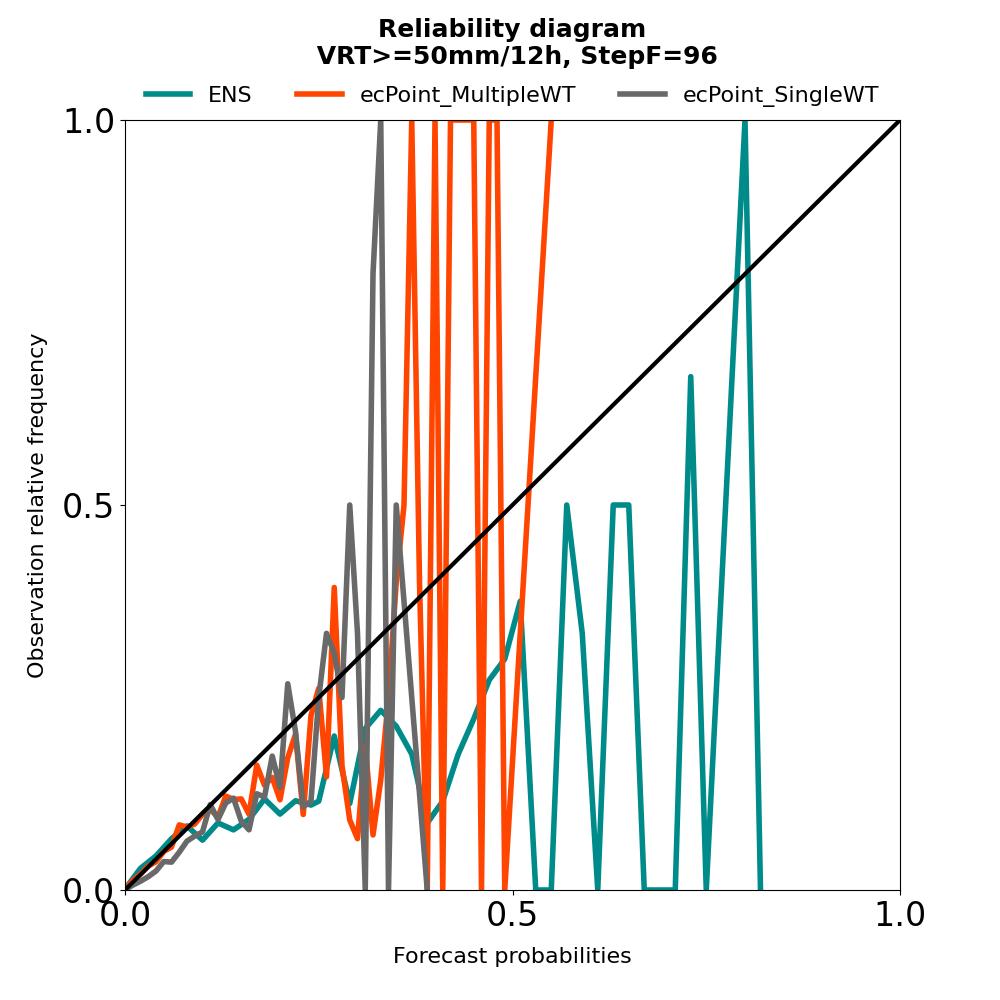 Reliability diagram
VRT>=50mm/12h, StepF=96
ENS ecPoint_MultipleWT ecPoint_SingleWT
1.0
0.5
0.0
0.0 0.5 1.0
Observation relative frequency
Forecast probabilities